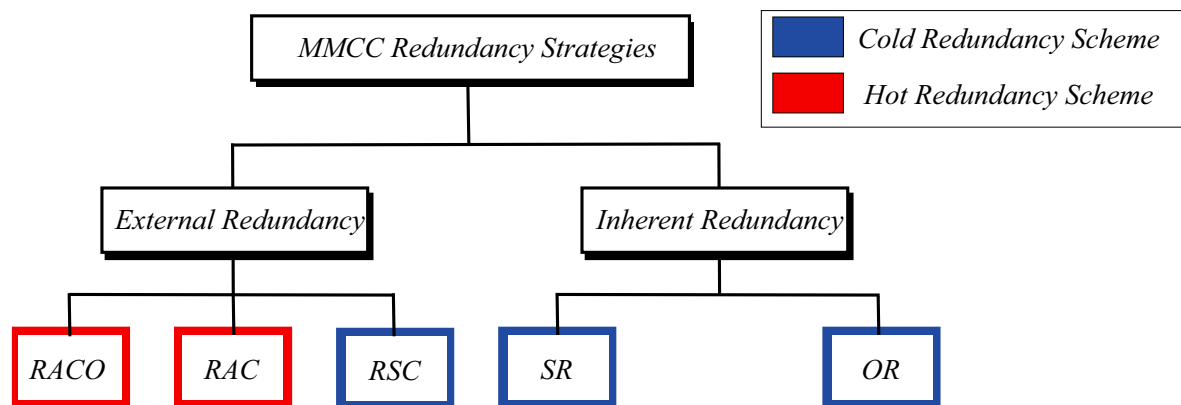 MMCC Redundancy Strategies
Cold Redundancy Scheme
Hot Redundancy Scheme
External Redundancy
Inherent Redundancy
RACO
RAC
RSC
SR
OR